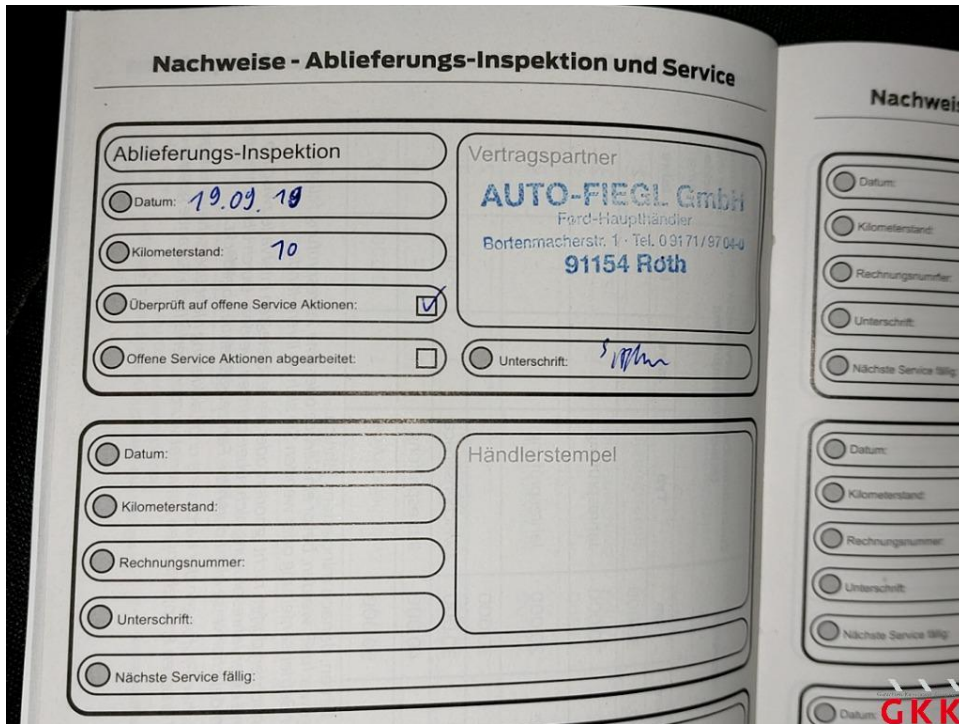 Nachweise - Ablieferungs-Inspektion und Service
Ablieferungs-Inspektion
Datum: 19.09.19
Kilometerstand: 10
Überprüft auf offene Service Aktionen:
Offene Service Aktionen abgearbeitet:
Vertragspartner
AUTO-FIEGL GmbH
Ford-Haupthändler
Bortenmacherstr. 1 · Tel. 09171/9704-0
91154 Roth
Unterschrift:
Datum:
Kilometerstand:
Rechnungsnummer:
Unterschrift:
Nächste Service fällig:
Händlerstempel
Nachweis
Datum:
Kilometerstand:
Rechnungsnummer:
Unterschrift:
Nächste Service fällig:
Datum:
Kilometerstand:
Rechnungsnummer:
Unterschrift:
Nächste Service fällig:
Datum:
GKK